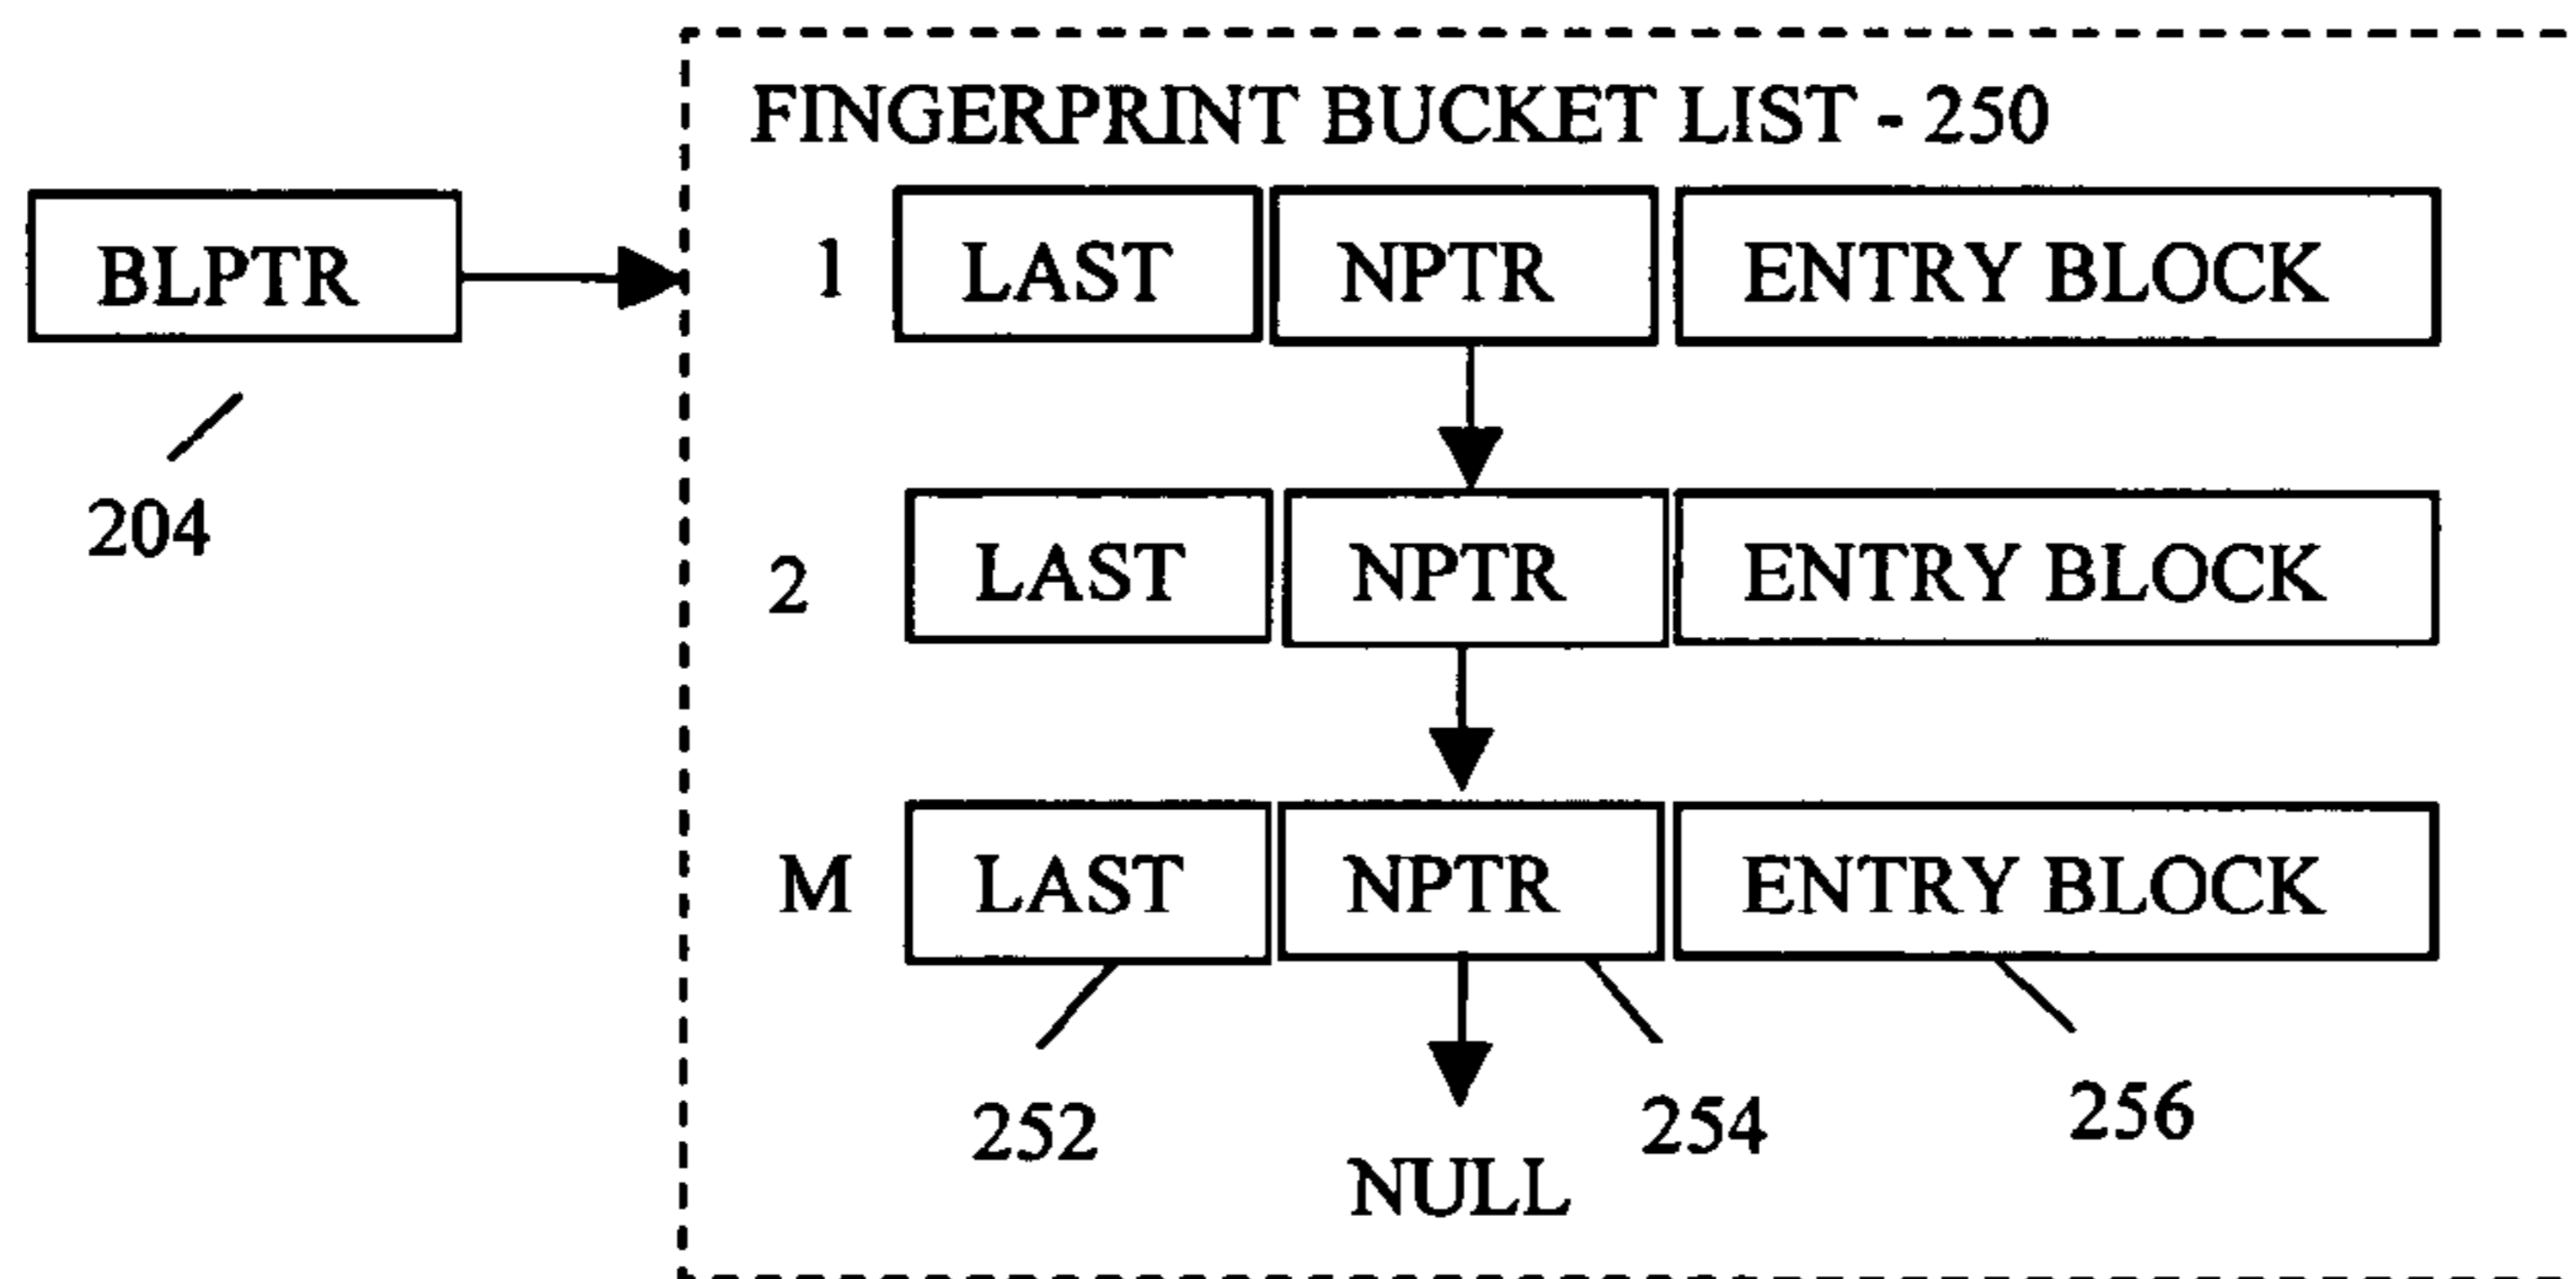 FINGERPRINT BUCKET LIST - 250
BLPTR
1 LAST NPTR ENTRY BLOCK
204
2 LAST NPTR ENTRY BLOCK
M LAST NPTR ENTRY BLOCK
252 254 256
NULL